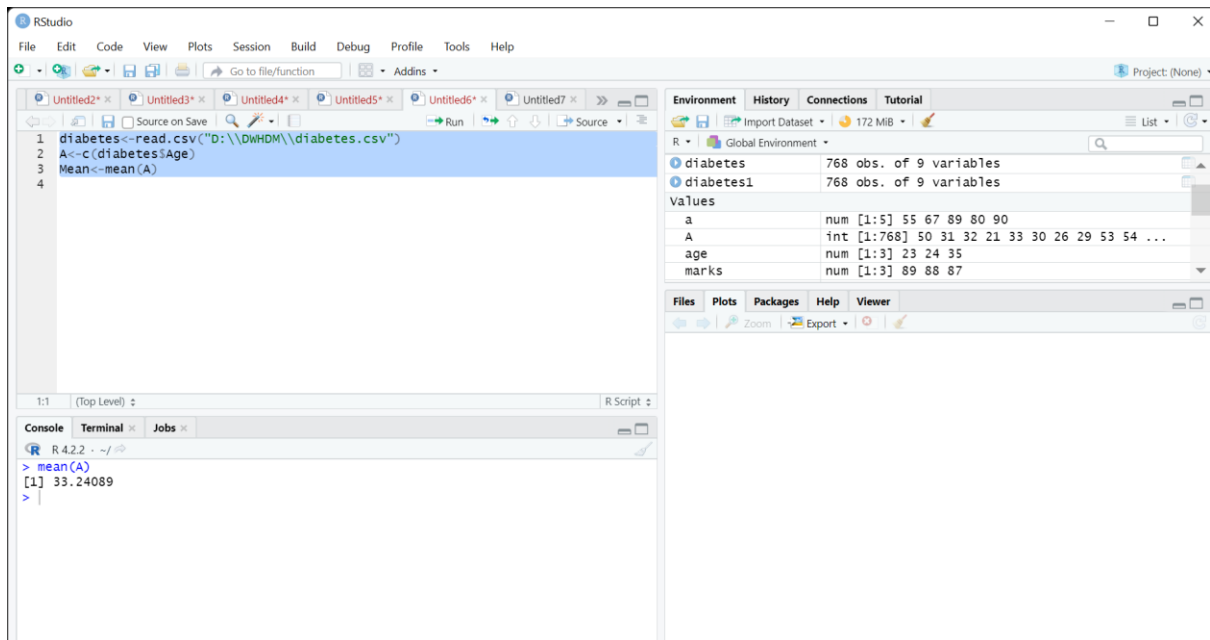 RStudio
File Edit Code View Plots Session Build Debug Profile Tools Help
Go to file/function Addins Project: (None)
Untitled2* Untitled3* Untitled4* Untitled5* Untitled6* Untitled7
Source on Save Run Source
1 diabetes<-read.csv("D:\\DWHDM\\diabetes.csv")
2 A<-c(diabetes$Age)
3 Mean<-mean(A)
4
1:1 (Top Level) R Script
Console Terminal Jobs
R 4.2.2 · ~/
> mean(A)
[1] 33.24089
>
Environment History Connections Tutorial
Import Dataset 172 MiB List
R Global Environment
diabetes 768 obs. of 9 variables
diabetes1 768 obs. of 9 variables
Values
a num [1:5] 55 67 89 80 90
A int [1:768] 50 31 32 21 33 30 26 29 53 54 ...
age num [1:3] 23 24 35
marks num [1:3] 89 88 87
Files Plots Packages Help Viewer
Zoom Export